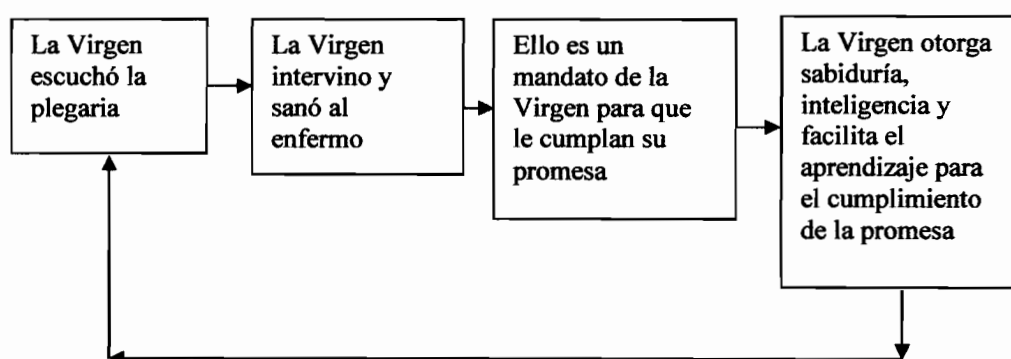 La Virgen
escuchó la
plegaria
La Virgen
intervino y
sanó al
enfermo
Ello es un
mandato de la
Virgen para que
le cumplan su
promesa
La Virgen otorga
sabiduría,
inteligencia y
facilita el
aprendizaje para
el cumplimiento
de la promesa